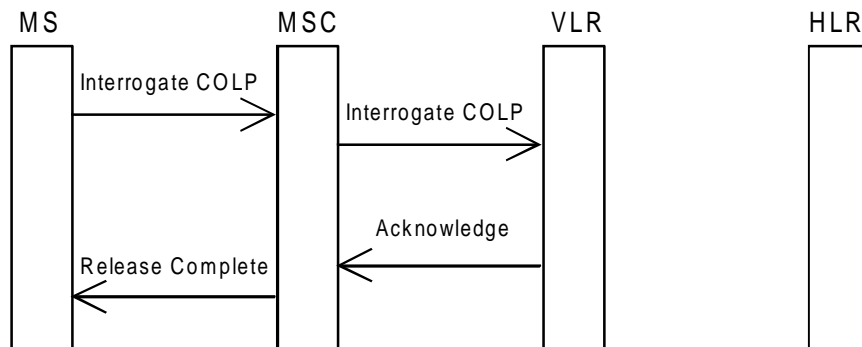 MS MSC VLR HLR
Interrogate COLP
Interrogate COLP
Acknowledge
Release Complete